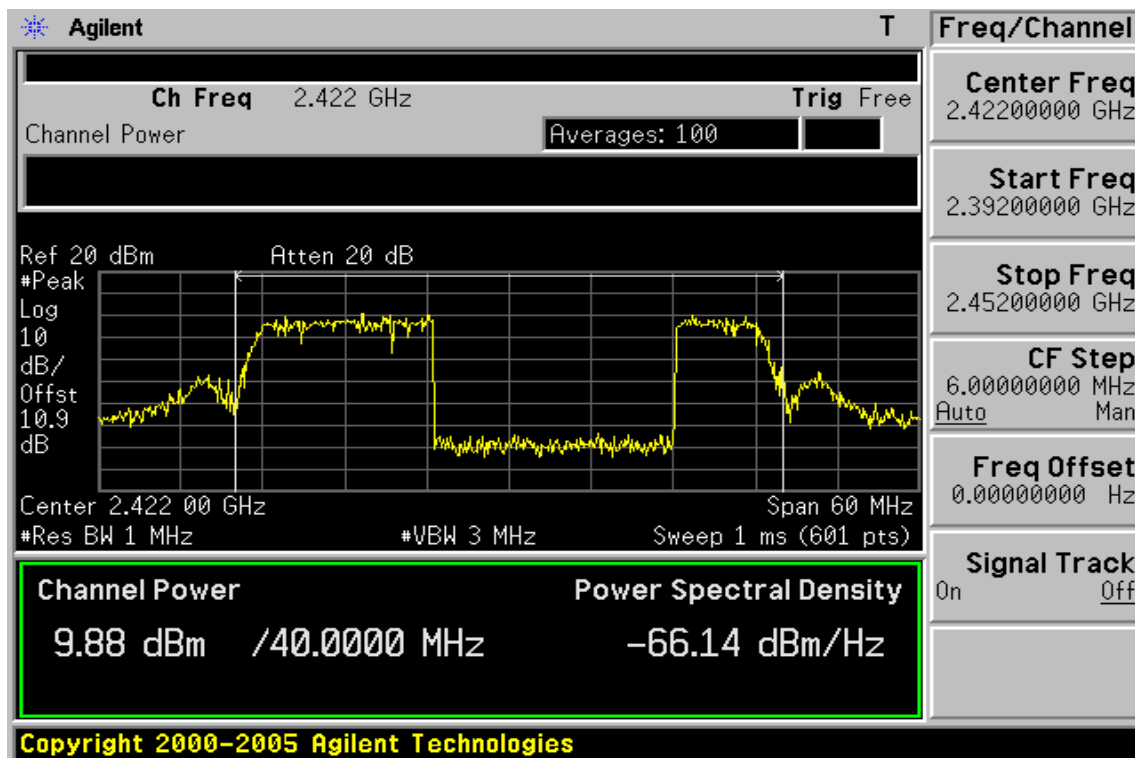 Agilent T
Ch Freq 2.422 GHz Trig Free
Channel Power Averages: 100
Ref 20 dBm Atten 20 dB
#Peak
Log
10
dB/
Offst
10.9
dB
Center 2.422 00 GHz Span 60 MHz
#Res BW 1 MHz #VBW 3 MHz Sweep 1 ms (601 pts)
Channel Power Power Spectral Density
9.88 dBm /40.0000 MHz -66.14 dBm/Hz
Copyright 2000-2005 Agilent Technologies
Freq/Channel
Center Freq
2.42200000 GHz
Start Freq
2.39200000 GHz
Stop Freq
2.45200000 GHz
CF Step
6.00000000 MHz
Auto Man
Freq Offset
0.00000000 Hz
Signal Track
On Off